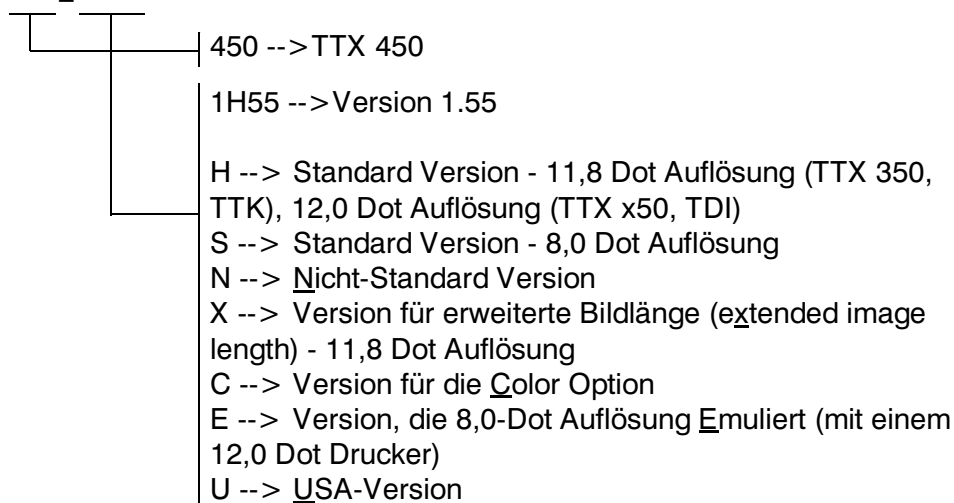 450 -->TTX 450
1H55 -->Version 1.55
H --> Standard Version - 11,8 Dot Auflösung (TTX 350,
TTK), 12,0 Dot Auflösung (TTX x50, TDI)
S --> Standard Version - 8,0 Dot Auflösung
N --> Nicht-Standard Version
X --> Version für erweiterte Bildlänge (extended image
length) - 11,8 Dot Auflösung
C --> Version für die Color Option
E --> Version, die 8,0-Dot Auflösung Emuliert (mit einem
12,0 Dot Drucker)
U --> USA-Version